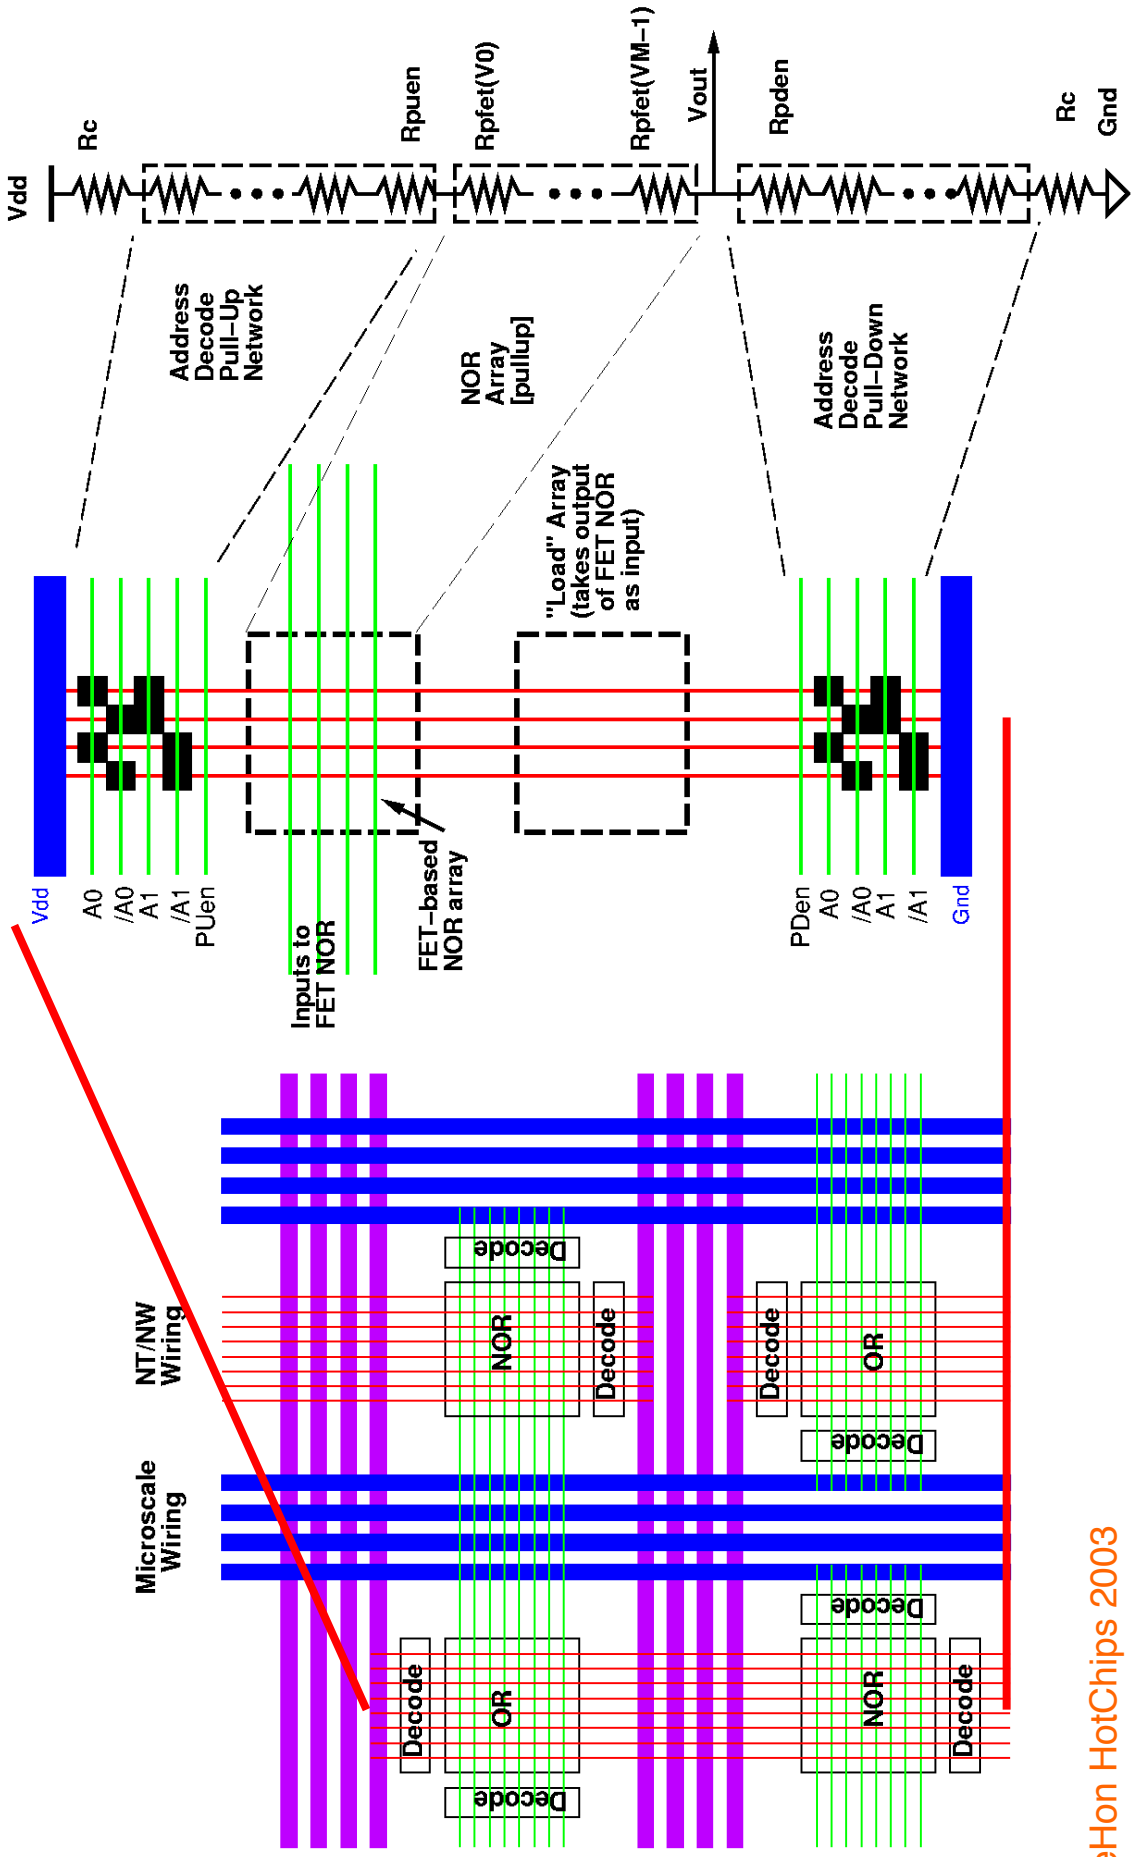 Vdd
Rc
Rpuen
Rpfet(V0)
Rpfet(VM−1)
Vout
Rpden
Rc
Gnd
Address
Decode
Pull−Up
Network
NOR
Array
[pullup]
Address
Decode
Pull−Down
Network
"Load" Array
(takes output
of FET NOR
as input)
Vdd
A0
/A0
A1
/A1
PUen
Inputs to
FET NOR
FET−based
NOR array
PDen
A0
/A0
A1
/A1
Gnd
NT/NW
Wiring
Microscale
Wiring
Decode
NOR
Decode
Decode
OR
Decode
Decode
OR
Decode
Decode
NOR
Decode
eHon HotChips 2003